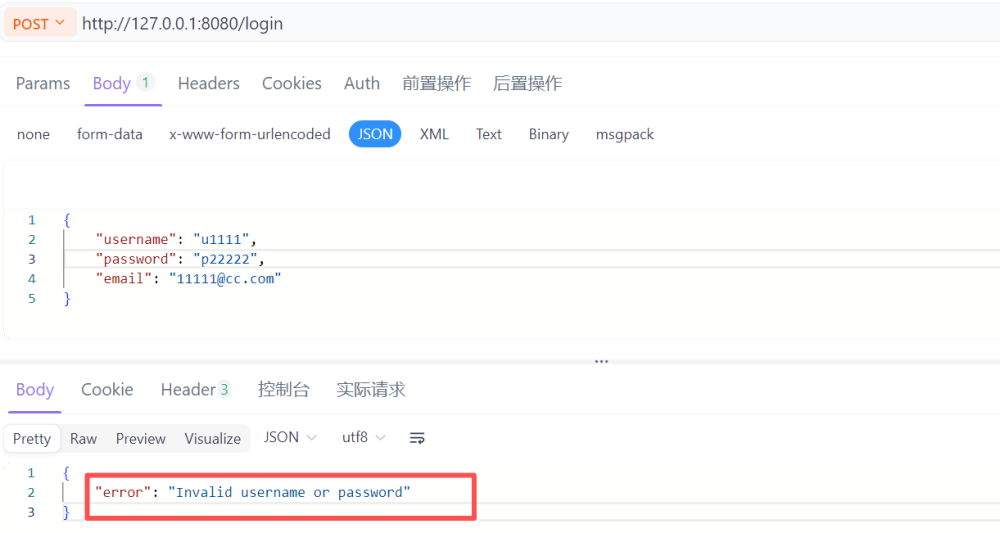 POST http://127.0.0.1:8080/login
Params Body 1 Headers Cookies Auth 前置操作 后置操作
none form-data x-www-form-urlencoded JSON XML Text Binary msgpack
1 {
2 "username": "u1111",
3 "password": "p22222",
4 "email": "11111@cc.com"
5 }
Body Cookie Header 3 控制台 实际请求
Pretty Raw Preview Visualize JSON utf8
1 {
2 "error": "Invalid username or password"
3 }